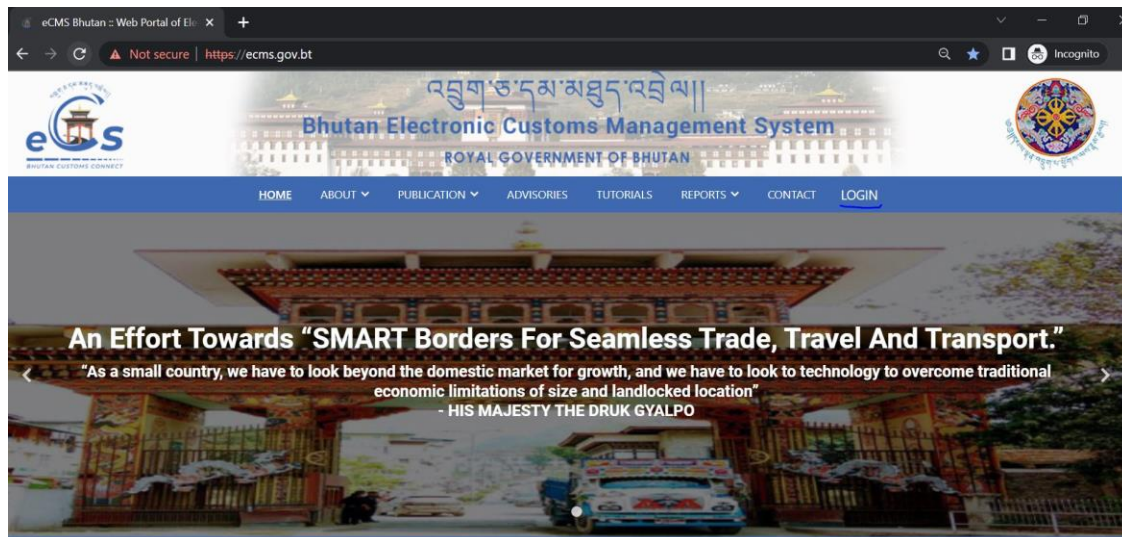 eCMS Bhutan :: Web Portal of Ele
Not secure | https://ecms.gov.bt
Incognito
eCMS
BHUTAN CUSTOMS CONNECT
འབྲུག་ཅ་དམ་མཐུད་འབྲེལ།།
Bhutan Electronic Customs Management System
ROYAL GOVERNMENT OF BHUTAN
HOME ABOUT PUBLICATION ADVISORIES TUTORIALS REPORTS CONTACT LOGIN
An Effort Towards “SMART Borders For Seamless Trade, Travel And Transport.”
“As a small country, we have to look beyond the domestic market for growth, and we have to look to technology to overcome traditional
economic limitations of size and landlocked location”
- HIS MAJESTY THE DRUK GYALPO